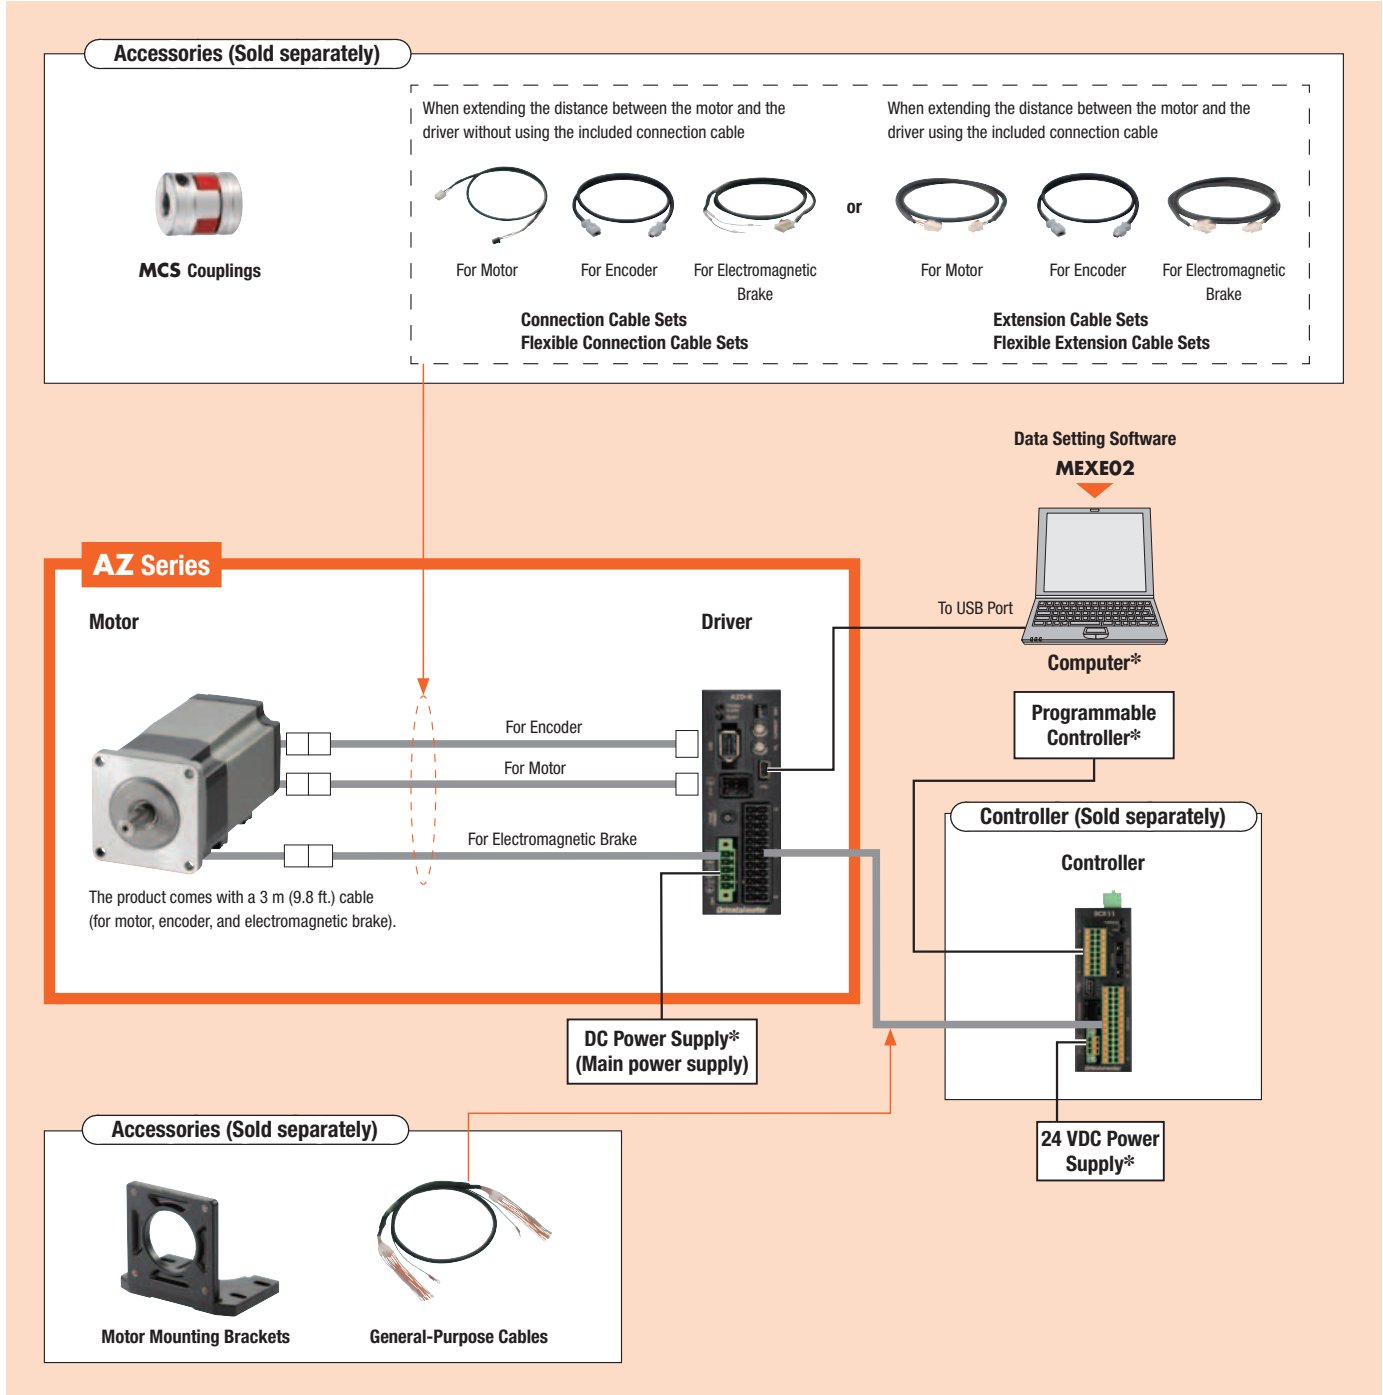 Accessories (Sold separately)
When extending the distance between the motor and the
driver without using the included connection cable
When extending the distance between the motor and the
driver using the included connection cable
or
MCS Couplings
For Motor
For Encoder
For Electromagnetic
Brake
For Motor
For Encoder
For Electromagnetic
Brake
Connection Cable Sets
Flexible Connection Cable Sets
Extension Cable Sets
Flexible Extension Cable Sets
Data Setting Software
MEXE02
AZ Series
Motor
Driver
To USB Port
Computer*
Programmable
Controller*
For Encoder
For Motor
For Electromagnetic Brake
AZD-K
The product comes with a 3 m (9.8 ft.) cable
(for motor, encoder, and electromagnetic brake).
Controller (Sold separately)
Controller
SCX11
DC Power Supply*
(Main power supply)
24 VDC Power
Supply*
Accessories (Sold separately)
Motor Mounting Brackets
General-Purpose Cables